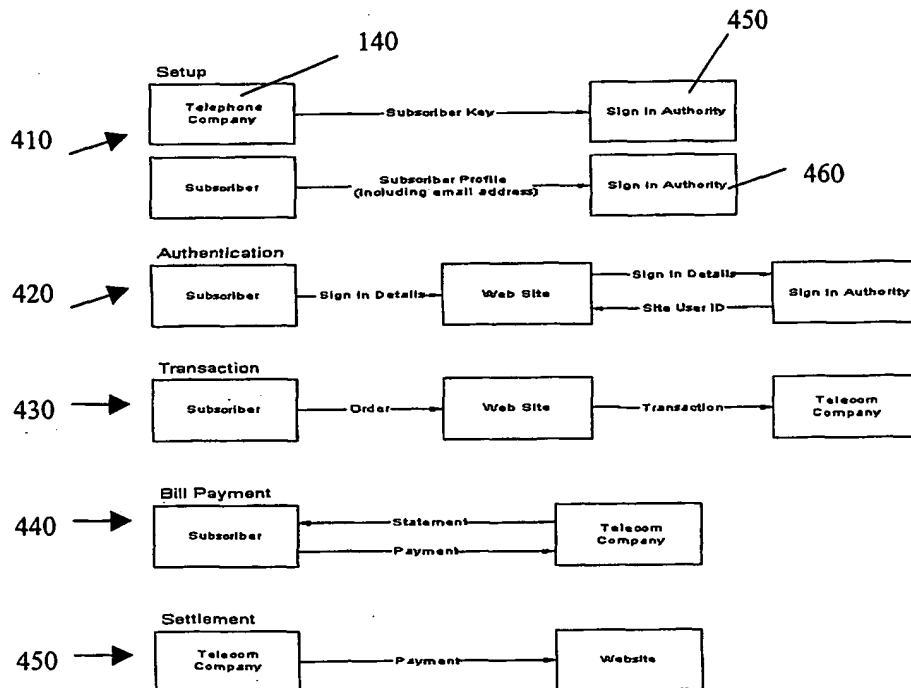 140
450
Setup
Telephone Company
Subscriber Key
Sign In Authority
410
Subscriber
Subscriber Profile
(including email address)
Sign In Authority
460
Authentication
420
Subscriber
Sign In Details
Web Site
Sign In Details
Site User ID
Sign In Authority
Transaction
430
Subscriber
Order
Web Site
Transaction
Telecom
Company
Bill Payment
440
Subscriber
Statement
Payment
Telecom
Company
Settlement
450
Telecom
Company
Payment
Website